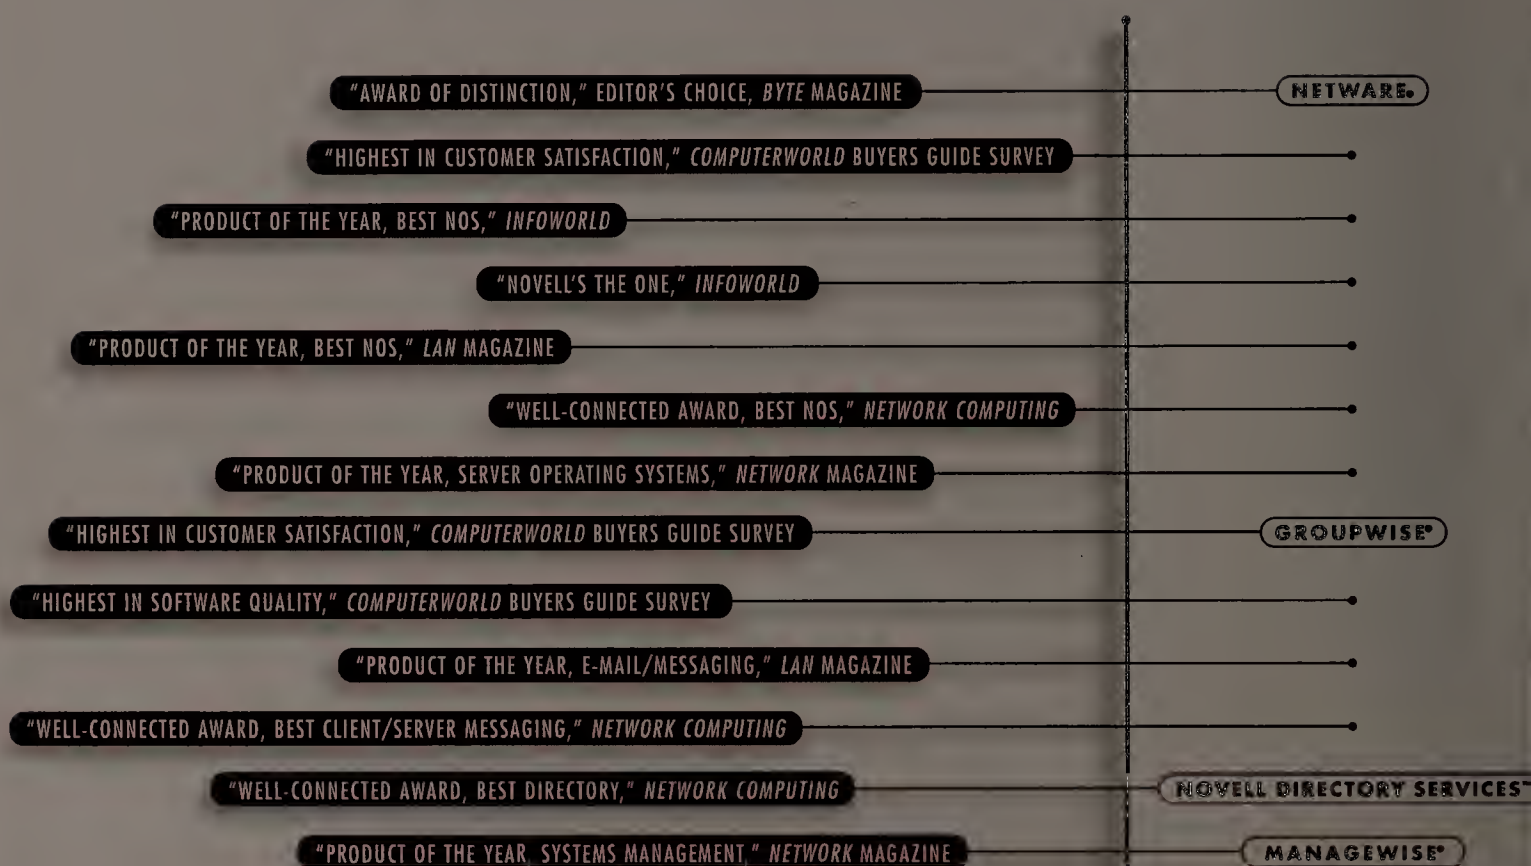 "AWARD OF DISTINCTION," EDITOR'S CHOICE, BYTE MAGAZINE NETWARE®
"HIGHEST IN CUSTOMER SATISFACTION," COMPUTERWORLD BUYERS GUIDE SURVEY
"PRODUCT OF THE YEAR, BEST NOS," INFOWORLD
"NOVELL'S THE ONE," INFOWORLD
"PRODUCT OF THE YEAR, BEST NOS," LAN MAGAZINE
"WELL-CONNECTED AWARD, BEST NOS," NETWORK COMPUTING
"PRODUCT OF THE YEAR, SERVER OPERATING SYSTEMS," NETWORK MAGAZINE
"HIGHEST IN CUSTOMER SATISFACTION," COMPUTERWORLD BUYERS GUIDE SURVEY GROUPWISE®
"HIGHEST IN SOFTWARE QUALITY," COMPUTERWORLD BUYERS GUIDE SURVEY
"PRODUCT OF THE YEAR, E-MAIL/MESSAGING," LAN MAGAZINE
"WELL-CONNECTED AWARD, BEST CLIENT/SERVER MESSAGING," NETWORK COMPUTING
"WELL-CONNECTED AWARD, BEST DIRECTORY," NETWORK COMPUTING NOVELL DIRECTORY SERVICES™
"PRODUCT OF THE YEAR, SYSTEMS MANAGEMENT," NETWORK MAGAZINE MANAGEWISE®